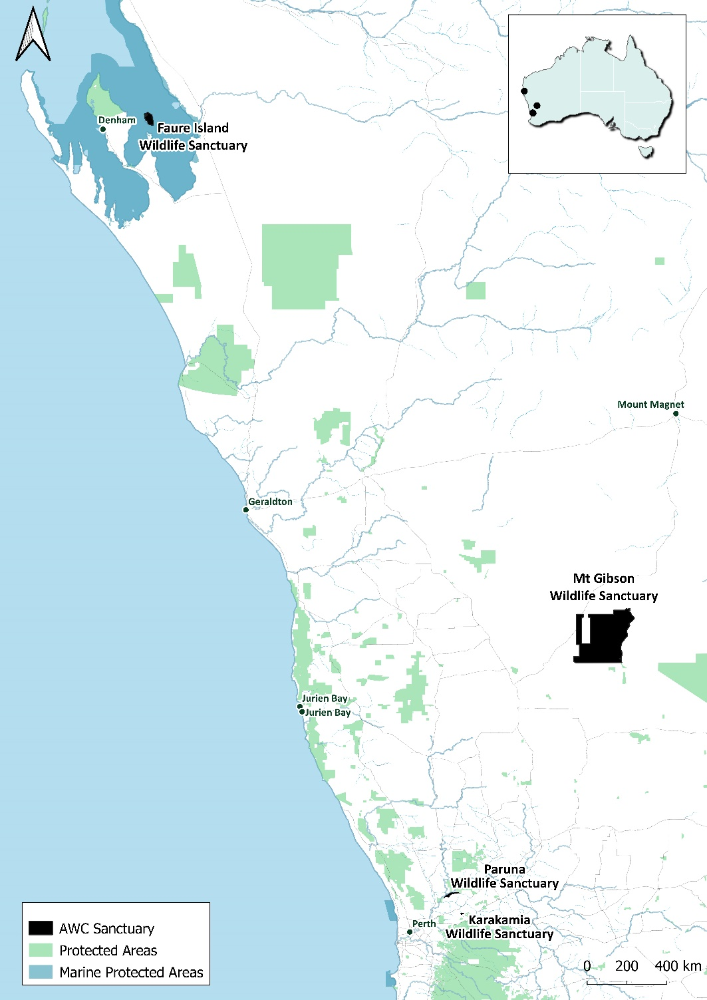 Denham
Faure Island
Wildlife Sanctuary
Mount Magnet
Geraldton
Mt Gibson
Wildlife Sanctuary
Jurien Bay
Jurien Bay
Paruna
Wildlife Sanctuary
Karakamia
Wildlife Sanctuary
Perth
AWC Sanctuary
Protected Areas
Marine Protected Areas
0 200 400 km